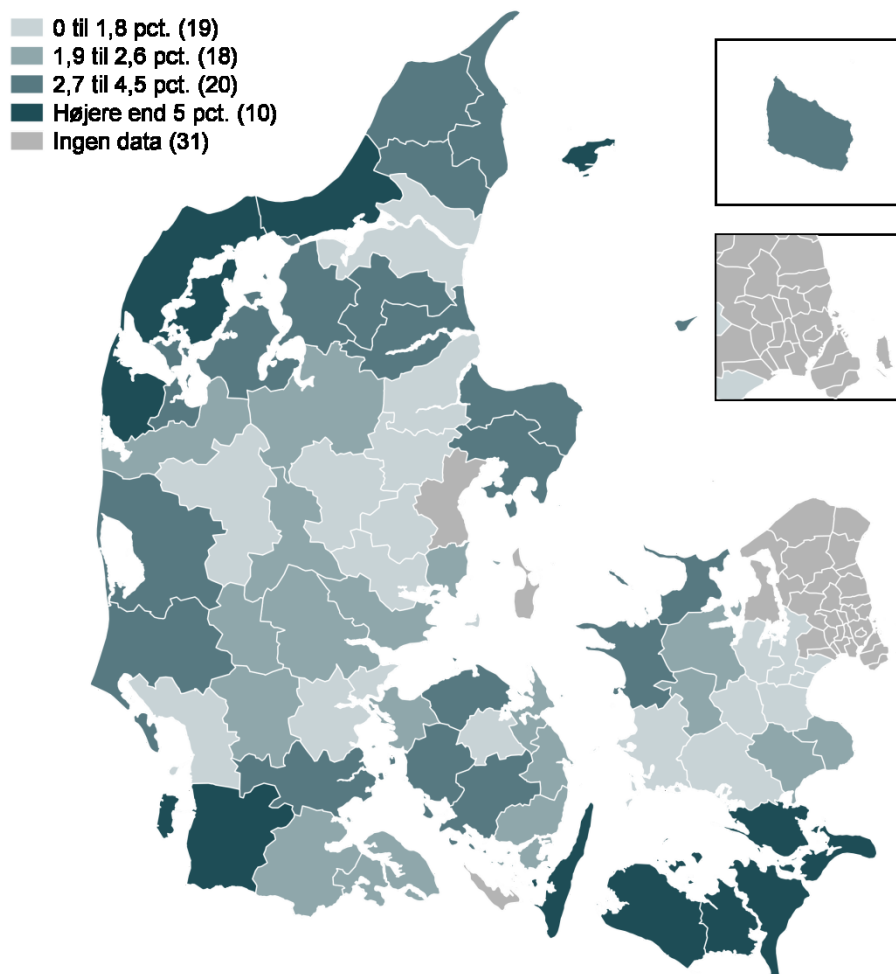 0 til 1,8 pct. (19)
1,9 til 2,6 pct. (18)
2,7 til 4,5 pct. (20)
Højere end 5 pct. (10)
Ingen data (31)